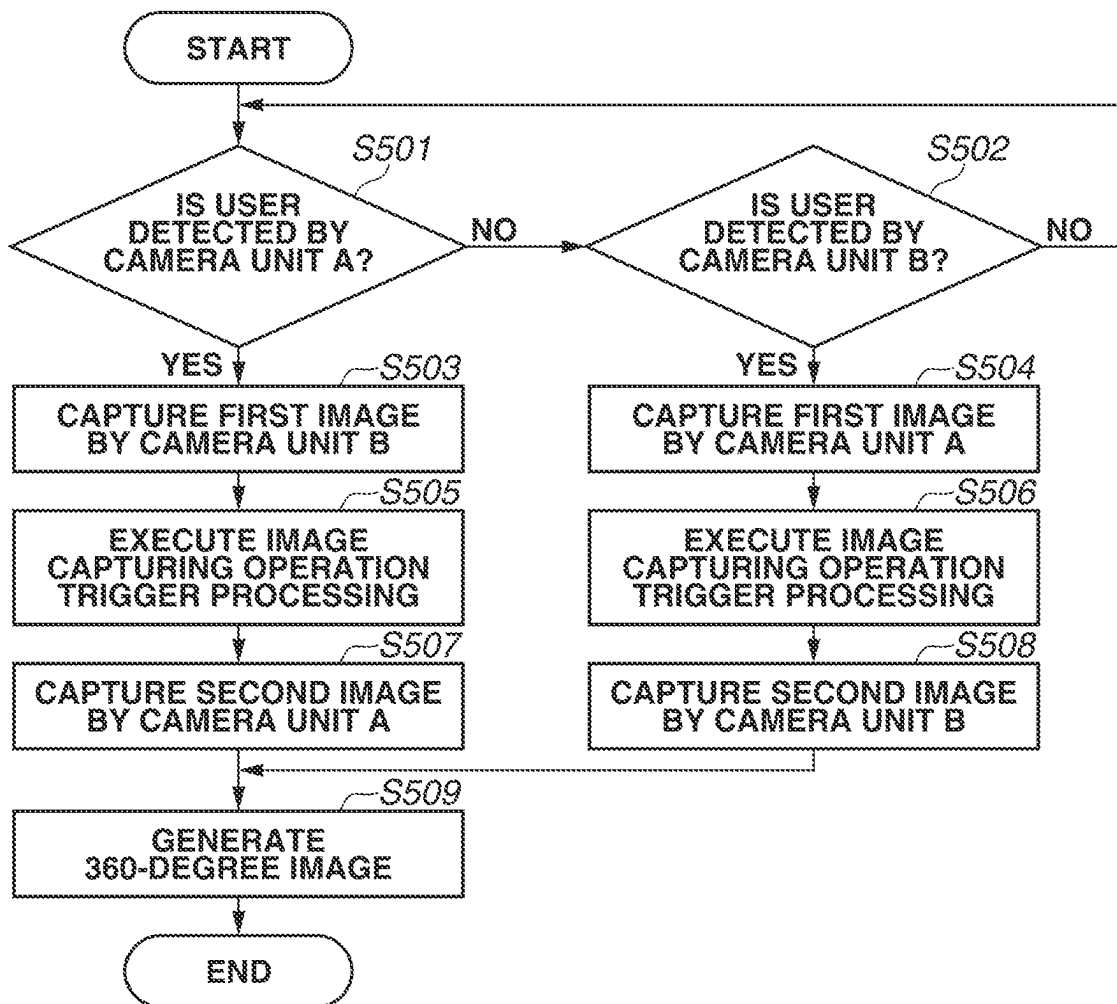 START
S501
IS USER
DETECTED BY
CAMERA UNIT A?
NO
S502
IS USER
DETECTED BY
CAMERA UNIT B?
NO
YES
S503
CAPTURE FIRST IMAGE
BY CAMERA UNIT B
YES
S504
CAPTURE FIRST IMAGE
BY CAMERA UNIT A
S505
EXECUTE IMAGE
CAPTURING OPERATION
TRIGGER PROCESSING
S506
EXECUTE IMAGE
CAPTURING OPERATION
TRIGGER PROCESSING
S507
CAPTURE SECOND IMAGE
BY CAMERA UNIT A
S508
CAPTURE SECOND IMAGE
BY CAMERA UNIT B
S509
GENERATE
360-DEGREE IMAGE
END